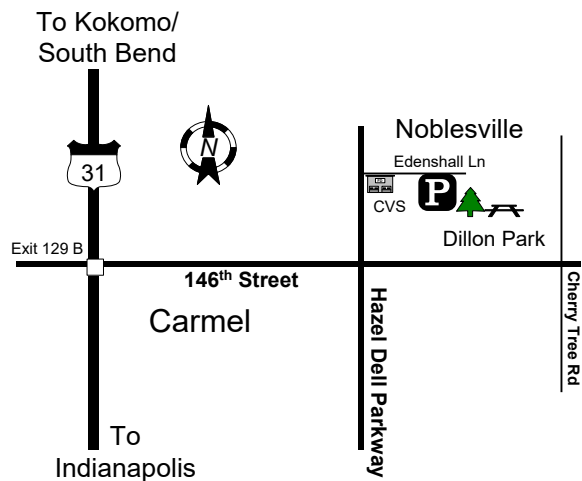 To Kokomo/
South Bend
N
31
Noblesville
Edenshall Ln
P
CVS
Dillon Park
Exit 129 B
146th Street
Carmel
Hazel Dell Parkway
Cherry Tree Rd
To
Indianapolis